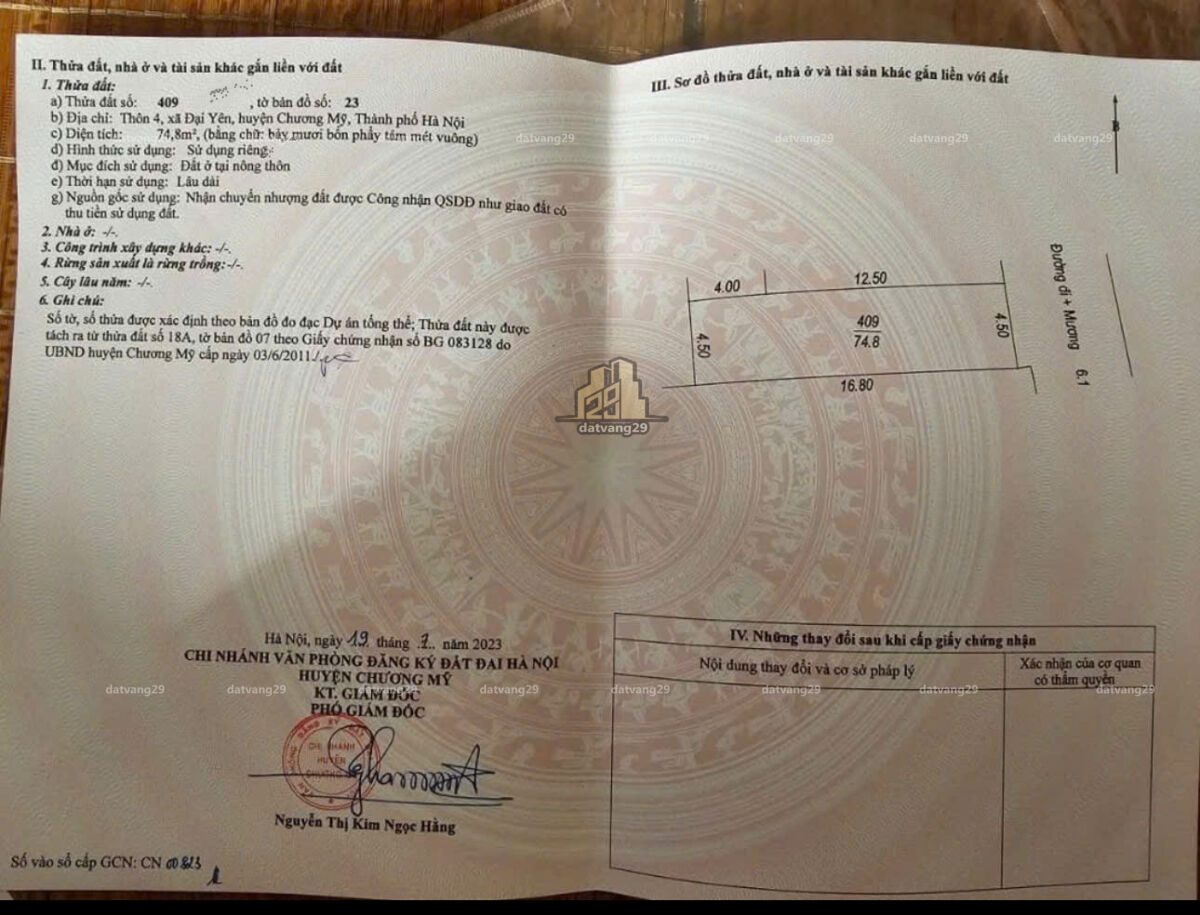 II. Thửa đất, nhà ở và tài sản khác gắn liền với đất
1. Thửa đất:
a) Thửa đất số: 409 , tờ bản đồ số: 23
b) Địa chỉ: Thôn 4, xã Đại Yên, huyện Chương Mỹ, Thành phố Hà Nội
c) Diện tích: 74,8m², (bằng chữ: bảy mươi bốn phẩy tám mét vuông)
d) Hình thức sử dụng: Sử dụng riêng.
đ) Mục đích sử dụng: Đất ở tại nông thôn
e) Thời hạn sử dụng: Lâu dài
g) Nguồn gốc sử dụng: Nhận chuyển nhượng đất được Công nhận QSDĐ như giao đất có
thu tiền sử dụng đất.
2. Nhà ở: -/-.
3. Công trình xây dựng khác: -/-.
4. Rừng sản xuất là rừng trồng:-/-.
5. Cây lâu năm: -/-.
6. Ghi chú:
Số tờ, số thửa được xác định theo bản đồ đo đạc Dự án tổng thể; Thửa đất này được
tách ra từ thửa đất số 18A, tờ bản đồ 07 theo Giấy chứng nhận số BG 083128 do
UBND huyện Chương Mỹ cấp ngày 03/6/2011/
Hà Nội, ngày 19 tháng 7 năm 2023
CHI NHÁNH VĂN PHÒNG ĐĂNG KÝ ĐẤT ĐAI HÀ NỘI
HUYỆN CHƯƠNG MỸ
KT. GIÁM ĐỐC
PHÓ GIÁM ĐỐC
CHI NHÁNH
HUYỆN
Nguyễn Thị Kim Ngọc Hằng
Số vào sổ cấp GCN: CN 00823
III. Sơ đồ thửa đất, nhà ở và tài sản khác gắn liền với đất
B
4.00
12.50
409
74.8
4.50
4.50
16.80
Đường đi + Mương 6.1
datvang29
IV. Những thay đổi sau khi cấp giấy chứng nhận
Nội dung thay đổi và cơ sở pháp lý
Xác nhận của cơ quan
có thẩm quyền
datvang29 datvang29 datvang29 datvang29 datvang29 datvang29 datvang29 datvang29 datvang29